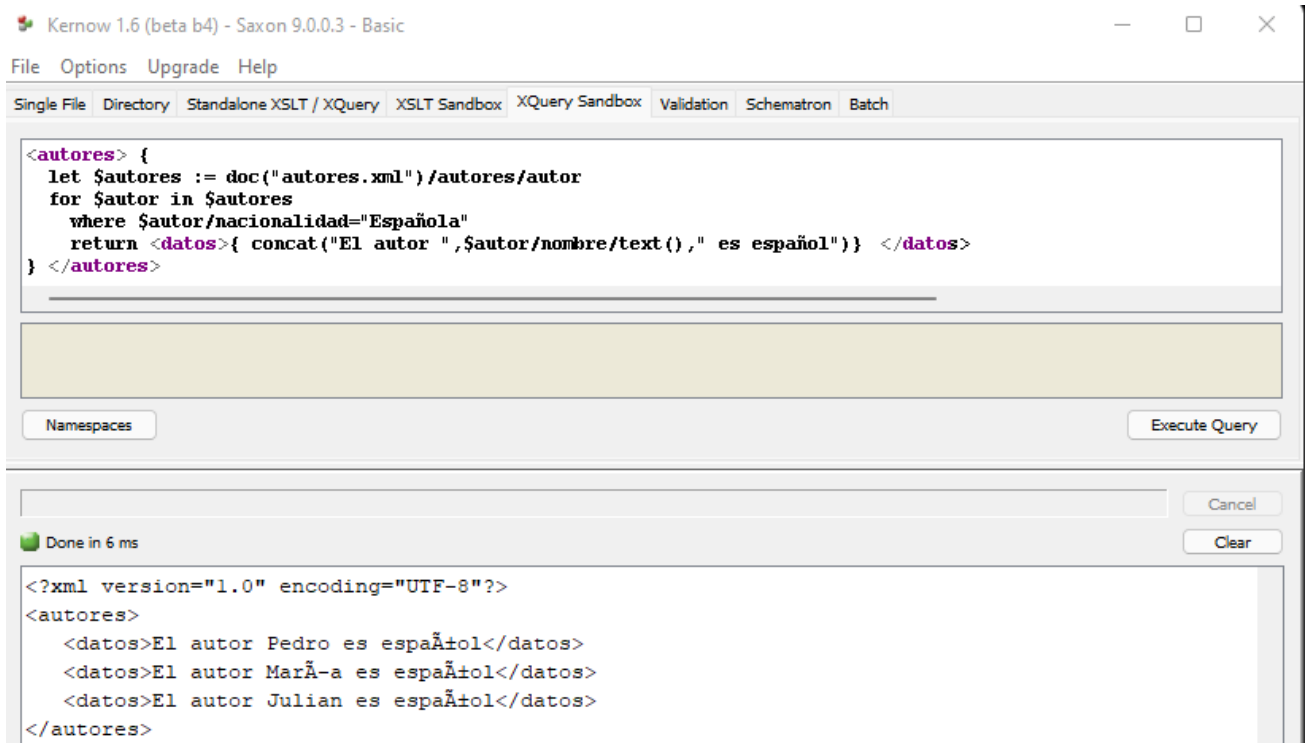 Kernow 1.6 (beta b4) - Saxon 9.0.0.3 - Basic
File Options Upgrade Help
Single File Directory Standalone XSLT / XQuery XSLT Sandbox XQuery Sandbox Validation Schematron Batch
<autores> {
  let $autores := doc("autores.xml")/autores/autor
  for $autor in $autores
    where $autor/nacionalidad="Española"
    return <datos>{ concat("El autor ",$autor/nombre/text()," es español")}  </datos>
} </autores>
Namespaces Execute Query
Cancel
Done in 6 ms Clear
<?xml version="1.0" encoding="UTF-8"?>
<autores>
   <datos>El autor Pedro es espaÃ±ol</datos>
   <datos>El autor MarÃ-a es espaÃ±ol</datos>
   <datos>El autor Julian es espaÃ±ol</datos>
</autores>